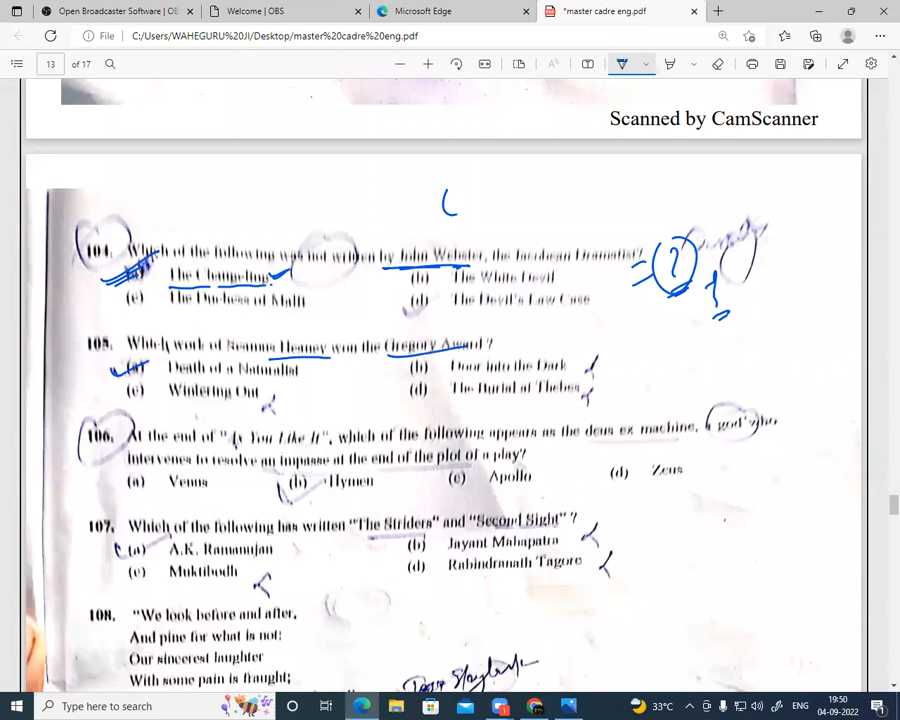 Open Broadcaster Software | OBS
Welcome | OBS
Microsoft Edge
*master cadre eng.pdf
File
C:/Users/WAHEGURU%20JI/Desktop/master%20cadre%20eng.pdf
13 of 17
Scanned by CamScanner
104. Which of the following was not written by John Webster, the Jacobean Dramatist? = ?
(a) The Changeling (b) The White Devil
(c) The Duchess of Malfi (d) The Devil's Law Case
105. Which work of Seamus Heaney won the Gregory Award?
(a) Death of a Naturalist (b) Door into the Dark
(c) Wintering Out (d) The Burial at Thebes
106. At the end of "As You Like It", which of the following appears as the deus ex machine, a god who
intervenes to resolve an impasse at the end of the plot of a play?
(a) Venus (b) Hymen (c) Apollo (d) Zeus
107. Which of the following has written "The Striders" and "Second Sight"?
(a) A.K. Ramanujan (b) Jayant Mahapatra
(c) Muktibodh (d) Rabindranath Tagore
108. "We look before and after,
And pine for what is not:
Our sincerest laughter
With some pain is fraught;
Type here to search
33°C
ENG
19:50
04-09-2022